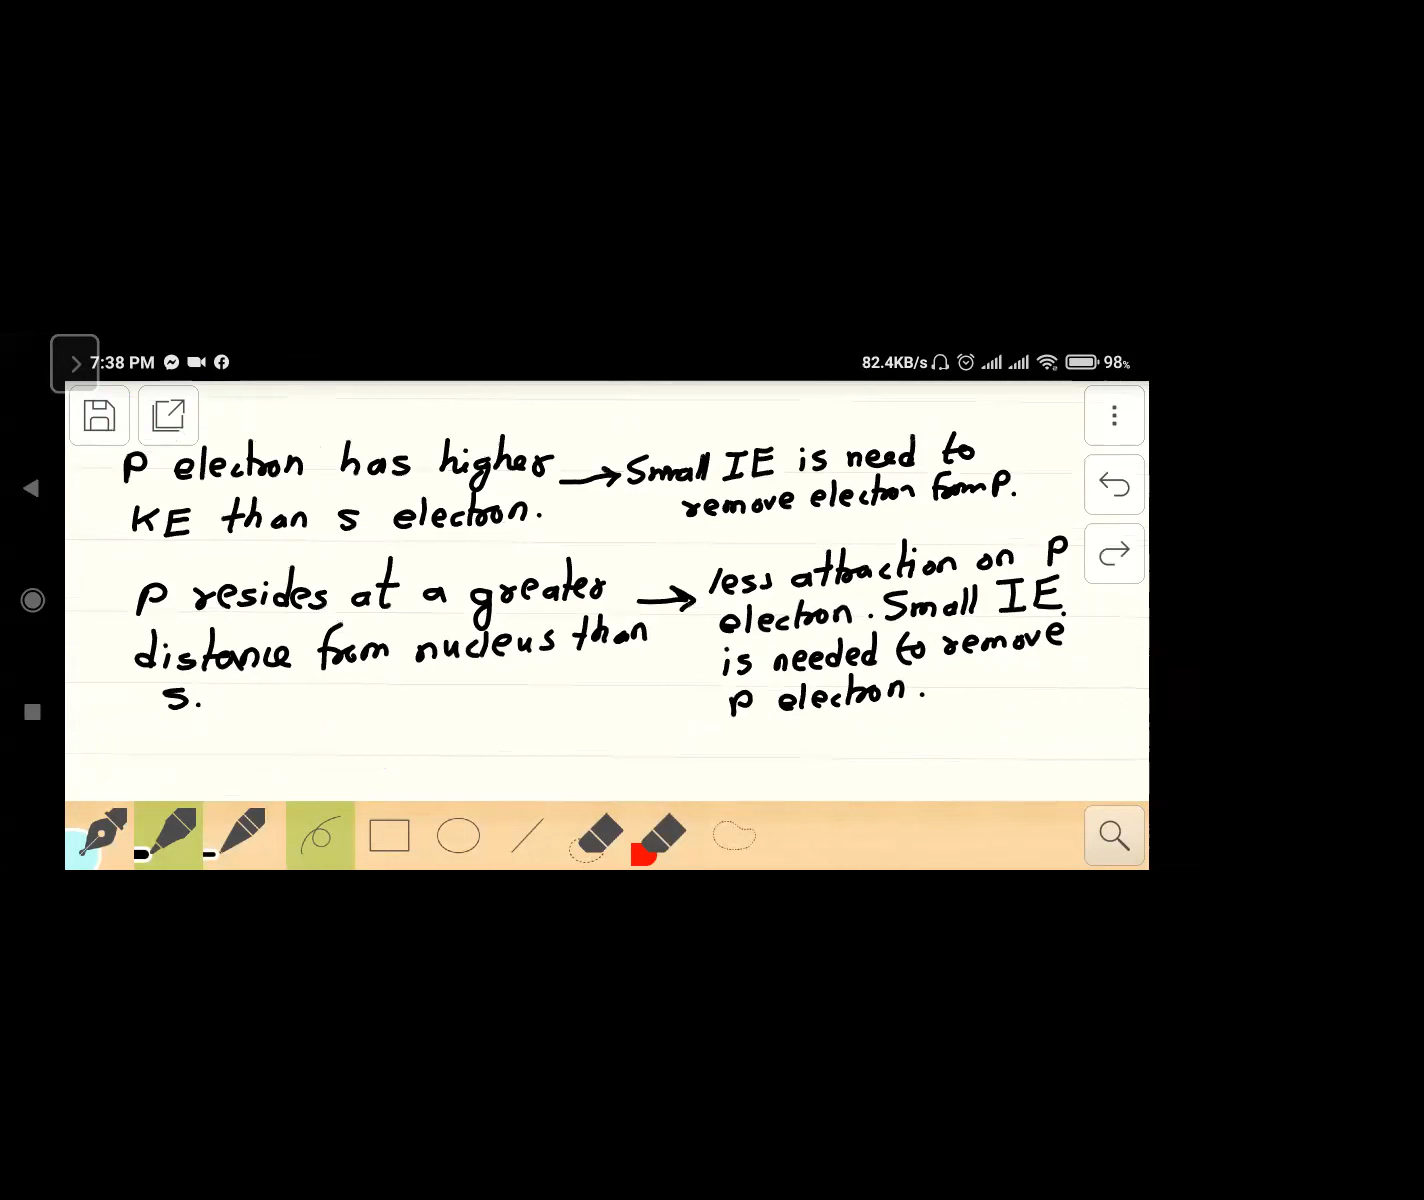 7:38 PM
82.4KB/s 98%
P electron has higher → Small IE is need to
KE than s electron. remove electron from P.
P resides at a greater → less attraction on P
distance from nucleus than electron. Small IE.
s. is needed to remove
p electron.